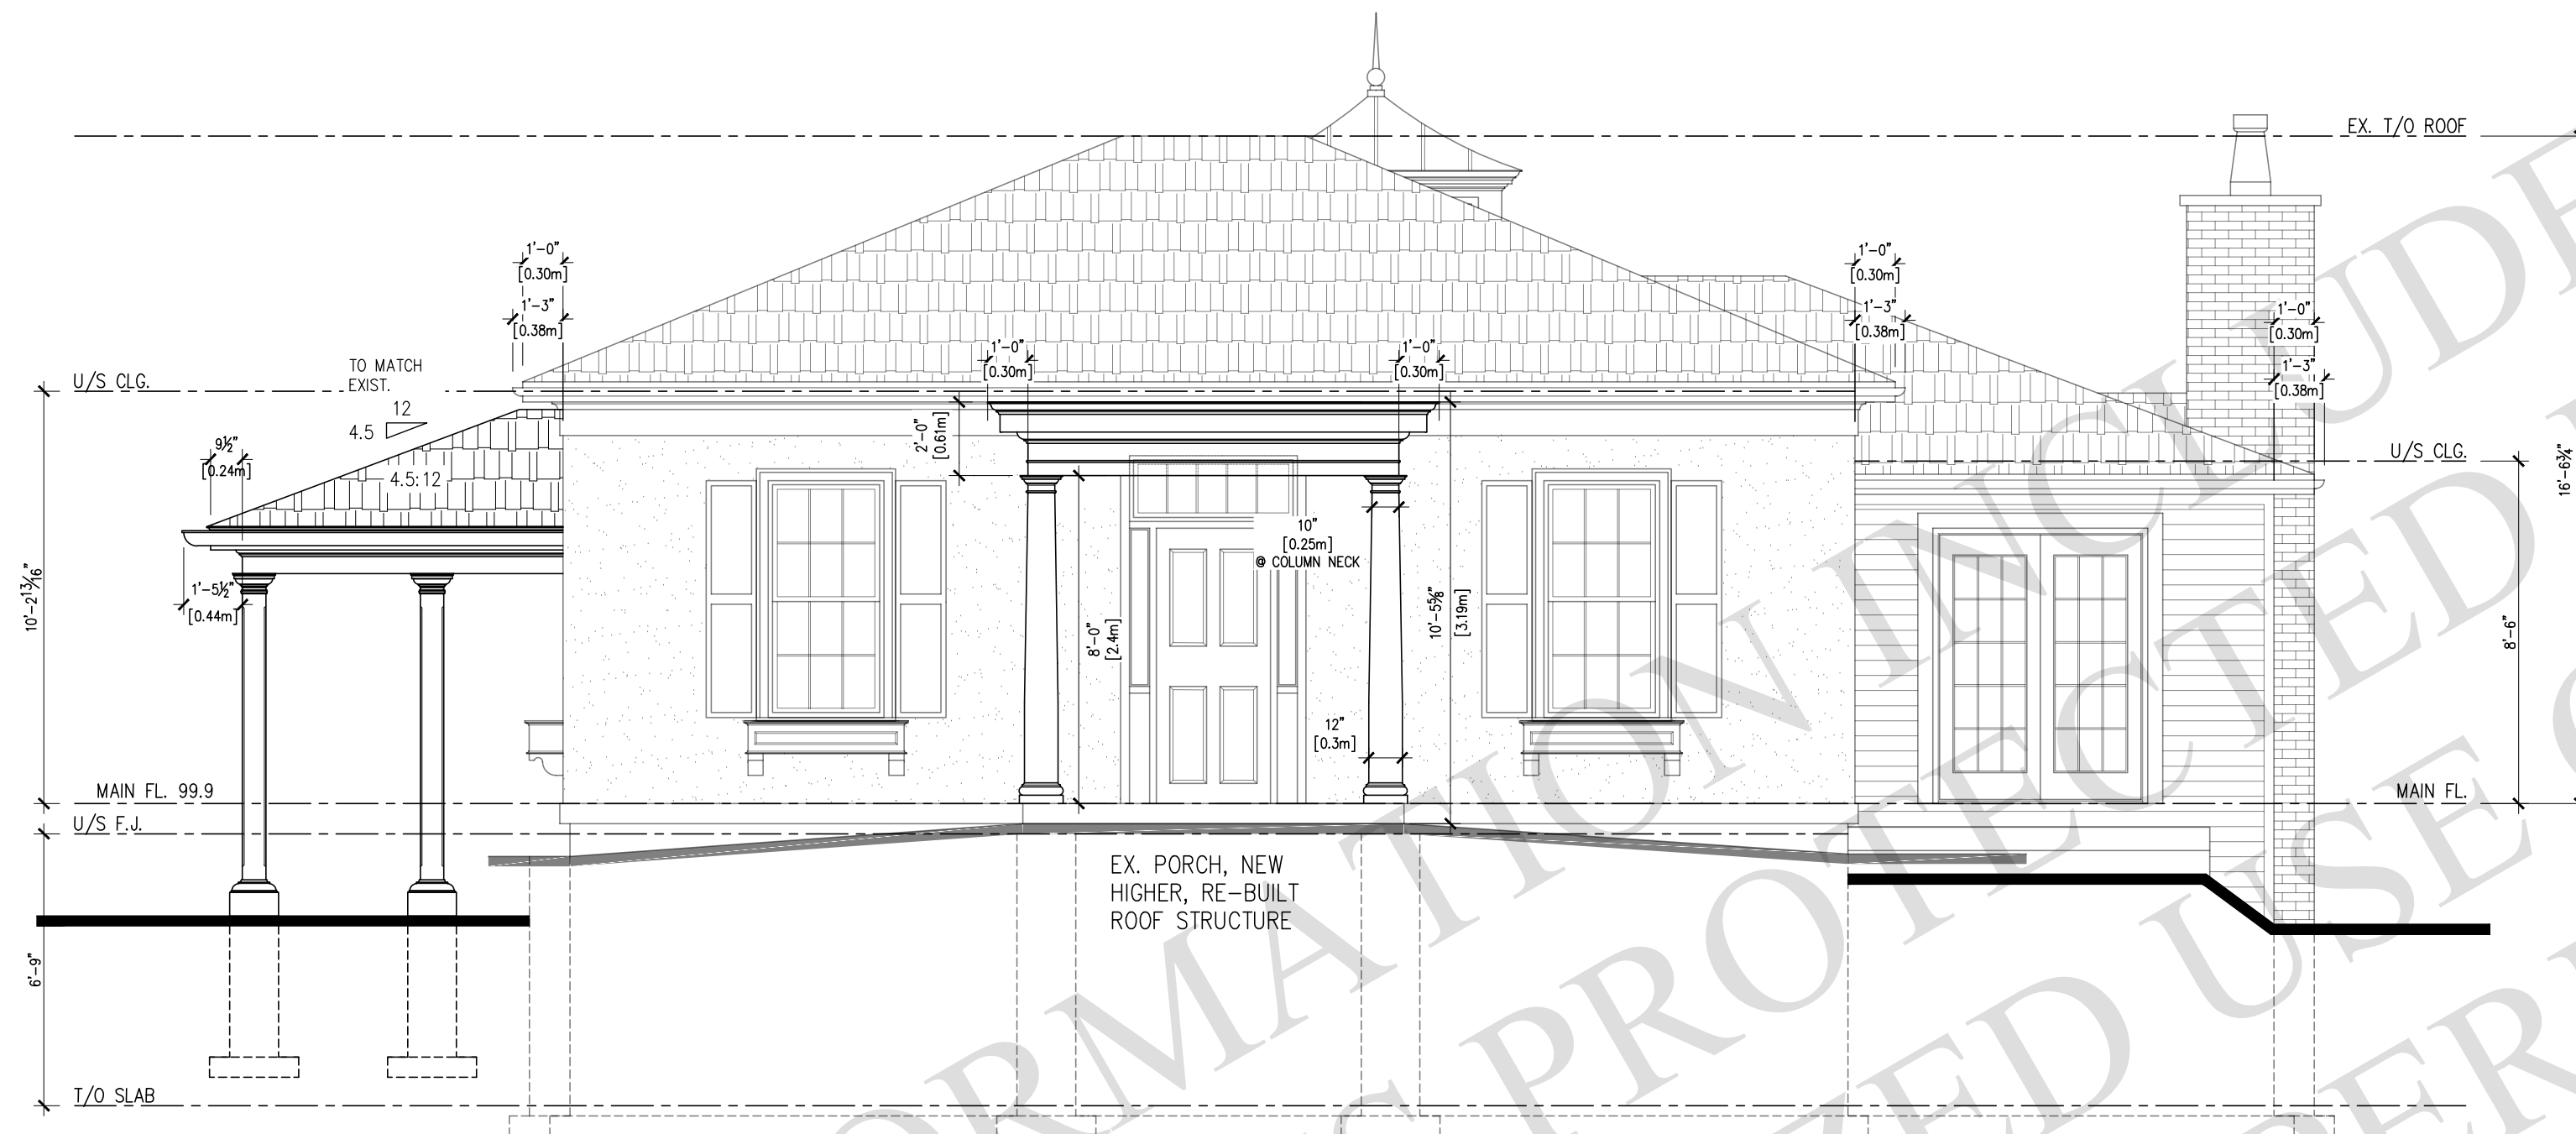 EX. T/O ROOF
1'-0"
[0.30m]
1'-3"
[0.38m]
1'-0"
[0.30m]
1'-3"
[0.38m]
1'-0"
[0.30m]
1'-3"
[0.38m]
TO MATCH
EXIST.
12
4.5
4.5:12
U/S CLG.
1'-0"
[0.30m]
1'-0"
[0.30m]
2'-0"
[0.61m]
9½"
[0.24m]
U/S CLG.
16'-6¾"
10"
[0.25m]
@ COLUMN NECK
1'-5½"
[0.44m]
10'-2 13/16"
8'-0"
[2.4m]
10'-5⅝"
[3.19m]
8'-6"
12"
[0.3m]
MAIN FL. 99.9
MAIN FL.
U/S F.J.
EX. PORCH, NEW
HIGHER, RE-BUILT
ROOF STRUCTURE
6'-9"
T/O SLAB
ORMATION INCLUDE
PROTECTED
ZED USE